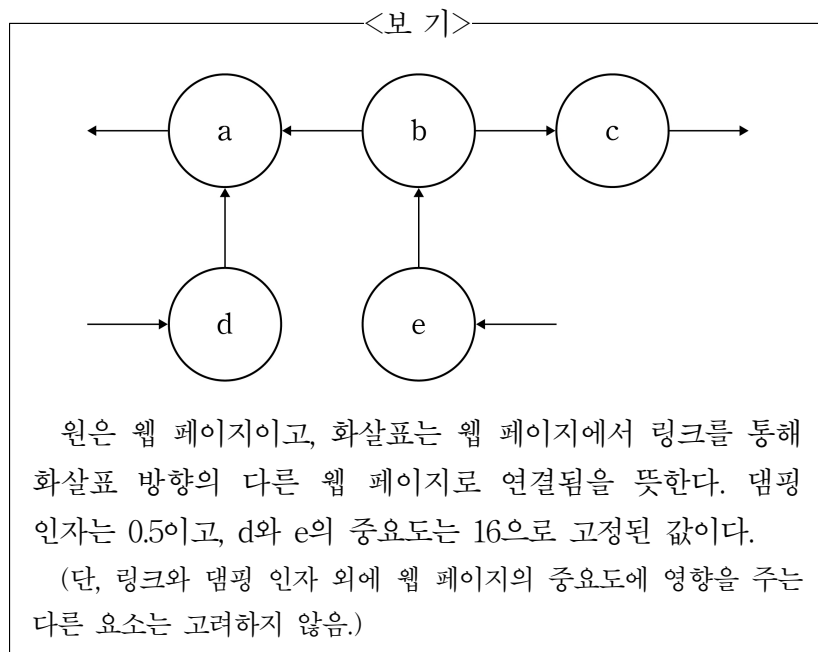 <보 기>
a b c
d e
원은 웹 페이지이고, 화살표는 웹 페이지에서 링크를 통해
화살표 방향의 다른 웹 페이지로 연결됨을 뜻한다. 댐핑
인자는 0.5이고, d와 e의 중요도는 16으로 고정된 값이다.
(단, 링크와 댐핑 인자 외에 웹 페이지의 중요도에 영향을 주는
다른 요소는 고려하지 않음.)